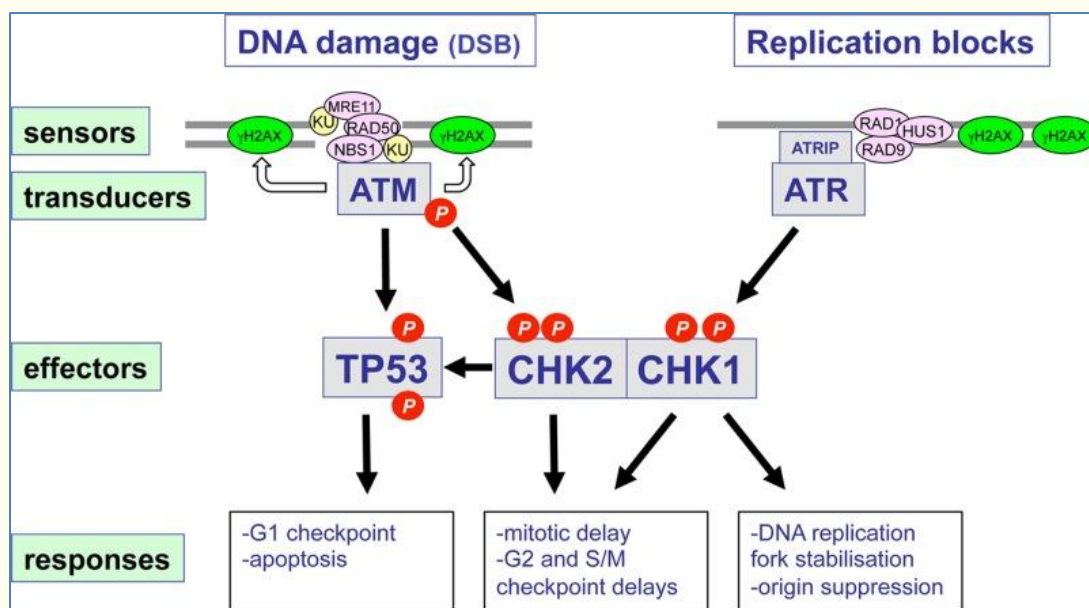 DNA damage (DSB)
Replication blocks
sensors
KU
MRE11
RAD50
NBS1
KU
γH2AX
γH2AX
RAD1
HUS1
RAD9
γH2AX
γH2AX
ATRIP
transducers
ATM
P
ATR
effectors
P
TP53
P
P P
CHK2
P P
CHK1
responses
-G1 checkpoint
-apoptosis
-mitotic delay
-G2 and S/M
checkpoint delays
-DNA replication
fork stabilisation
-origin suppression